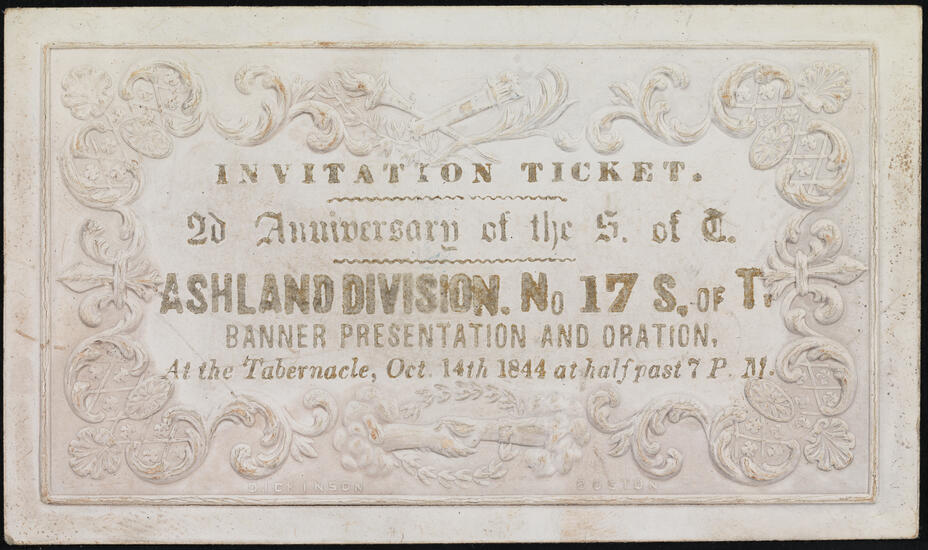 INVITATION TICKET.
2d Anniversary of the S. of T.
ASHLAND DIVISION. No 17 S. OF T.
BANNER PRESENTATION AND ORATION,
At the Tabernacle, Oct. 14th 1844 at half past 7 P. M.
DICKINSON BOSTON